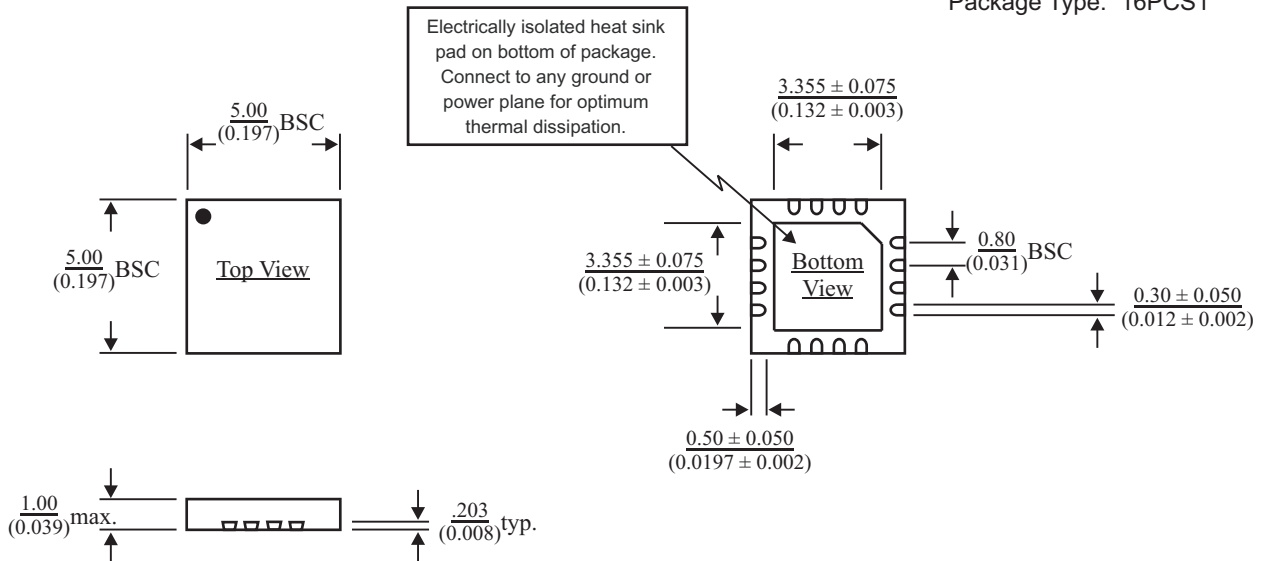 Package Type: 16PCS1
Electrically isolated heat sink
pad on bottom of package.
Connect to any ground or
power plane for optimum
thermal dissipation.
5.00
(0.197) BSC
3.355 ± 0.075
(0.132 ± 0.003)
5.00
(0.197) BSC
Top View
3.355 ± 0.075
(0.132 ± 0.003)
Bottom
View
0.80
(0.031) BSC
0.30 ± 0.050
(0.012 ± 0.002)
0.50 ± 0.050
(0.0197 ± 0.002)
1.00
(0.039) max.
.203
(0.008) typ.